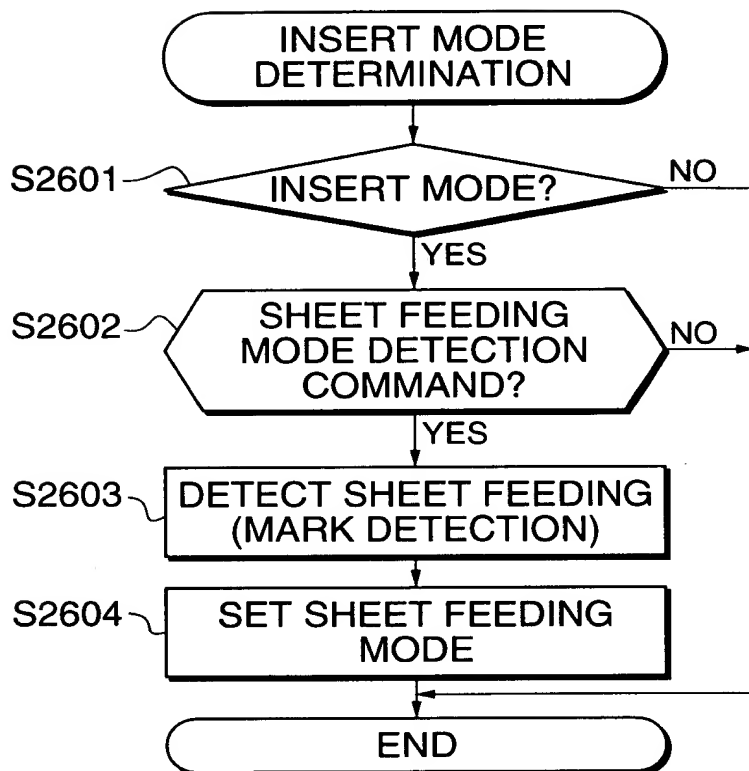 INSERT MODE
DETERMINATION
S2601
INSERT MODE?
NO
YES
S2602
SHEET FEEDING
MODE DETECTION
COMMAND?
NO
YES
S2603
DETECT SHEET FEEDING
(MARK DETECTION)
S2604
SET SHEET FEEDING
MODE
END